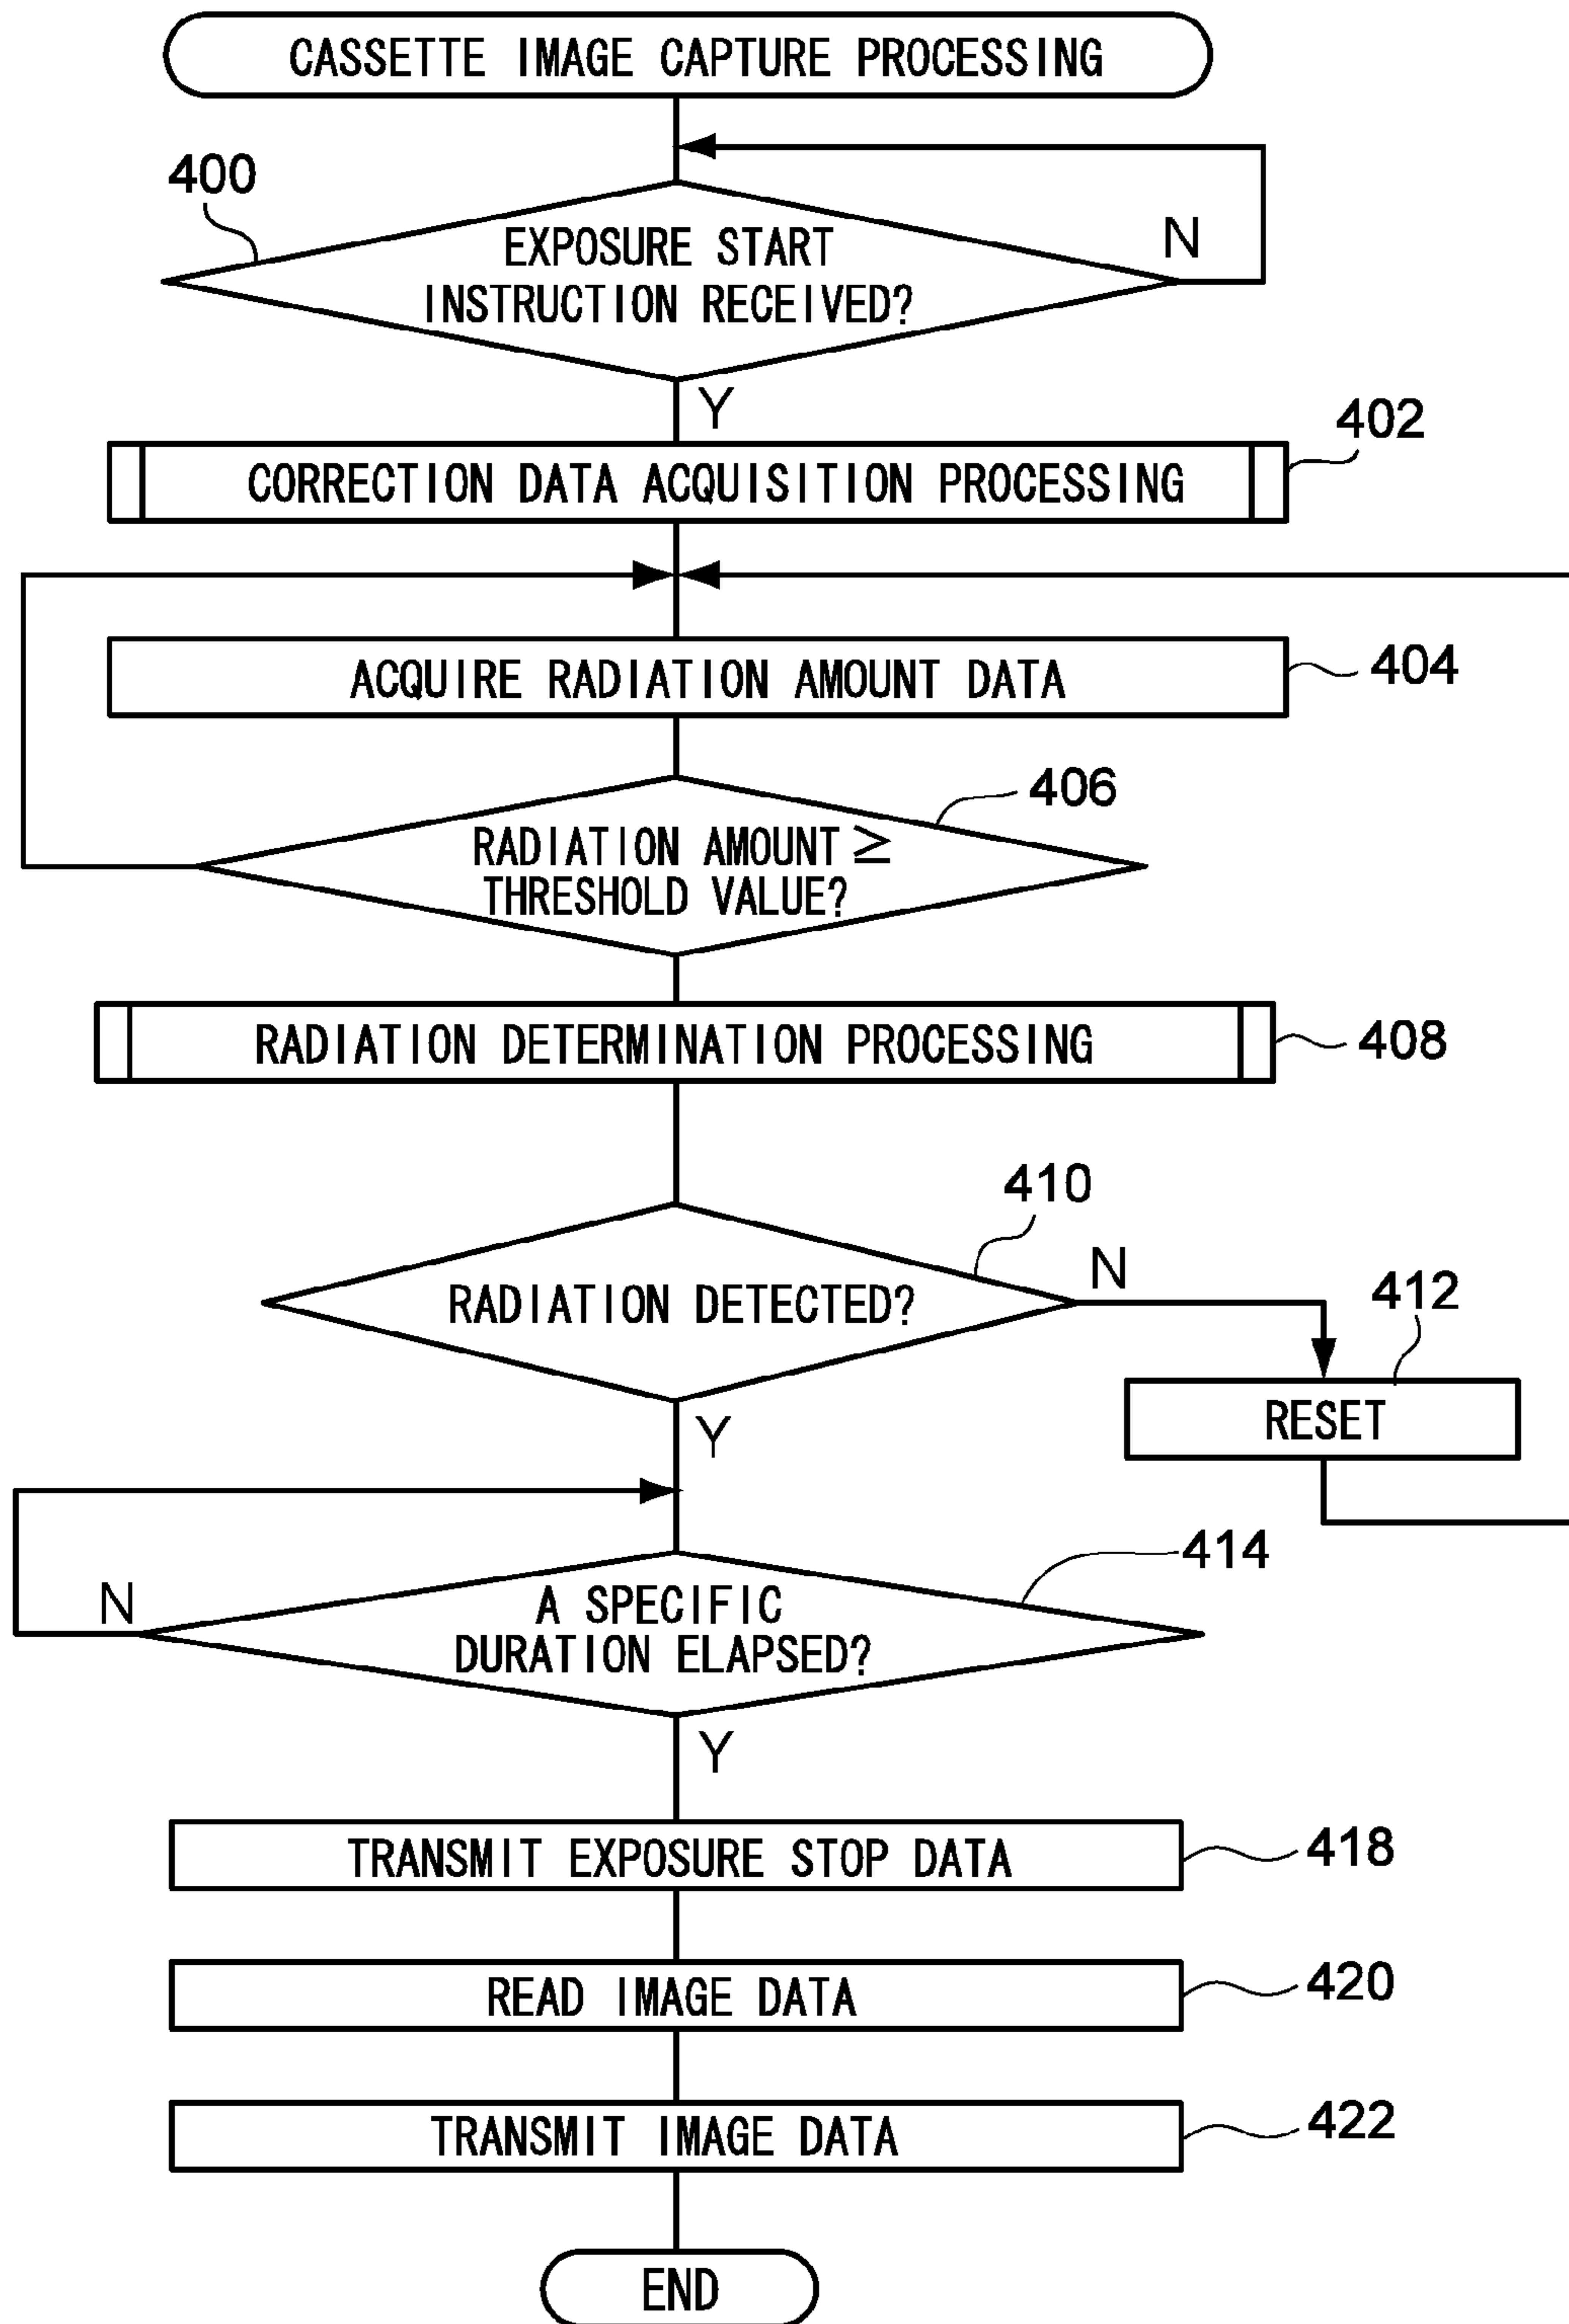 CASSETTE IMAGE CAPTURE PROCESSING
400
EXPOSURE START
INSTRUCTION RECEIVED?
N
Y
402
CORRECTION DATA ACQUISITION PROCESSING
ACQUIRE RADIATION AMOUNT DATA
404
406
RADIATION AMOUNT ≥
THRESHOLD VALUE?
RADIATION DETERMINATION PROCESSING
408
410
RADIATION DETECTED?
N
412
RESET
Y
414
N
A SPECIFIC
DURATION ELAPSED?
Y
TRANSMIT EXPOSURE STOP DATA
418
READ IMAGE DATA
420
TRANSMIT IMAGE DATA
422
END